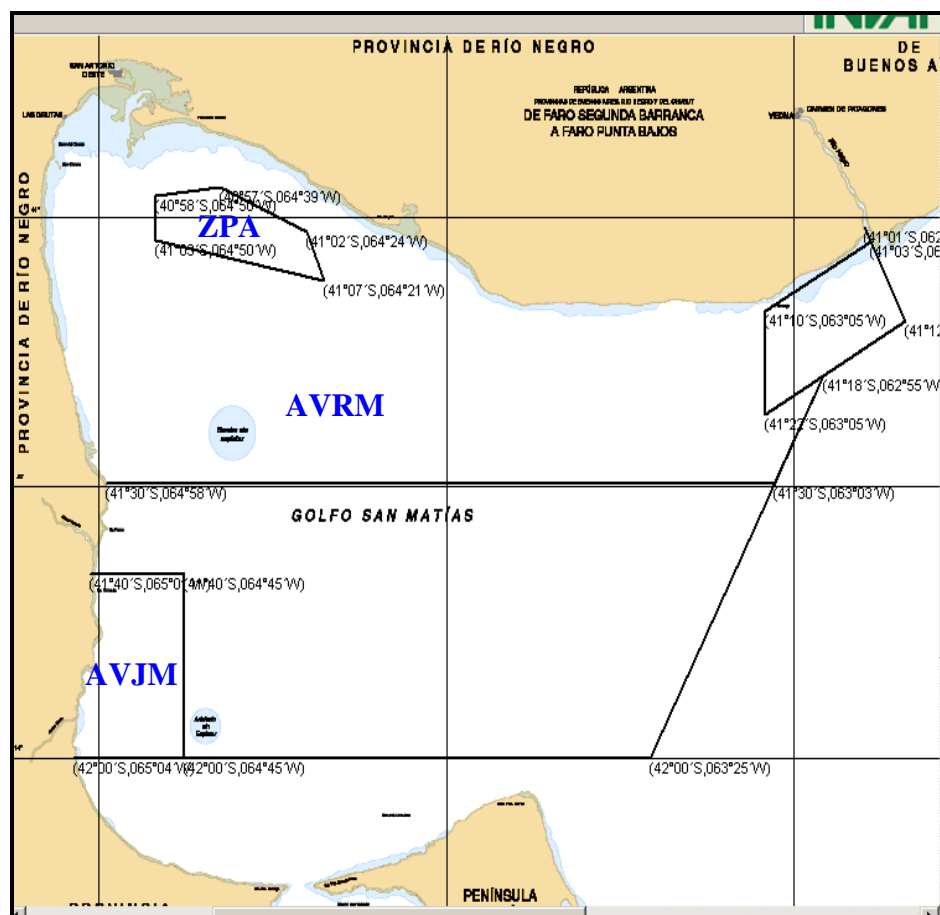 PROVINCIA DE RÍO NEGRO
DE
BUENOS A
SAN ANTONIO
OESTE
REPÚBLICA ARGENTINA
DE FARO SEGUNDA BARRANCA
A FARO PUNTA BAJOS
LAS GRUTAS
VIEDMA
CARMEN DE PATAGONES
Río Negro
PROVINCIA DE RÍO NEGRO
(40°58´S,064°50´W)
(40°57´S,064°39´W)
ZPA
(41°03´S,064°50´W)
(41°02´S,064°24´W)
(41°07´S,064°21´W)
(41°01´S,062
(41°03´S,06
(41°10´S,063°05´W)
(41°12
(41°18´S,062°55´W
(41°22´S,063°05´W)
AVRM
(41°30´S,064°58´W)
(41°30´S,063°03´W)
GOLFO SAN MATÍAS
(41°40´S,065°01´W)
(41°40´S,064°45´W)
AVJM
(42°00´S,065°04´W)
(42°00´S,064°45´W)
(42°00´S,063°25´W)
PENÍNSULA
PROVINCIA